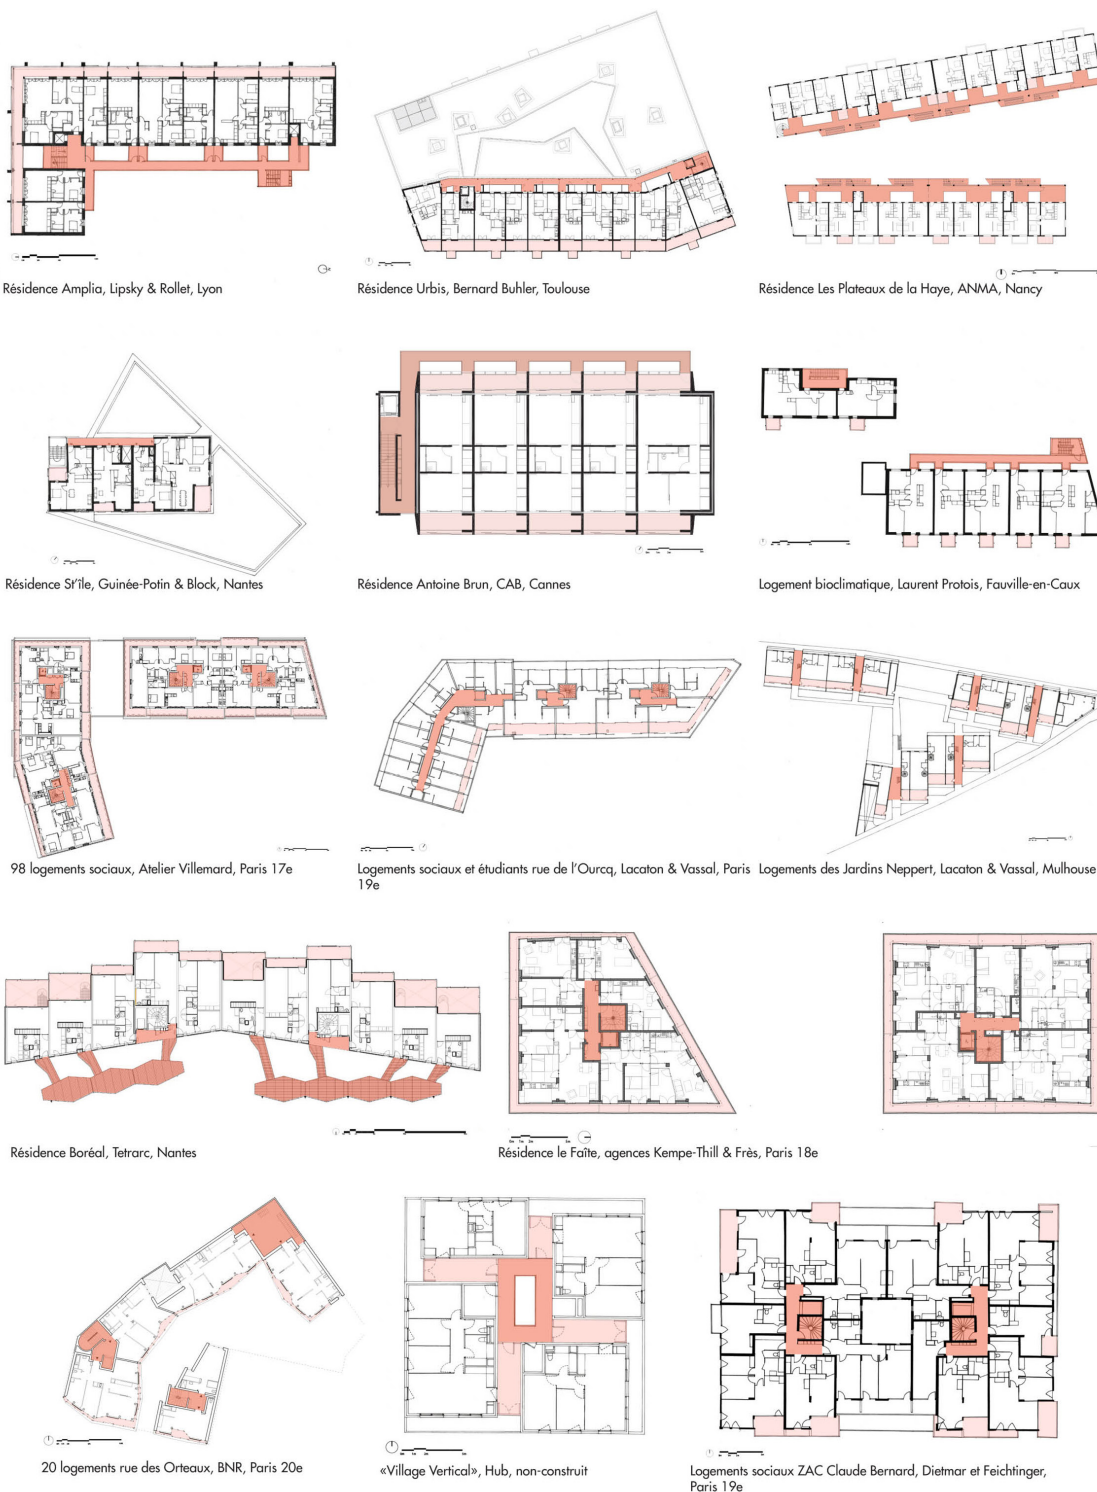 Résidence Amplia, Lipsky & Rollet, Lyon
Résidence Urbis, Bernard Buhler, Toulouse
Résidence Les Plateaux de la Haye, ANMA, Nancy
Résidence St’île, Guinée-Potin & Block, Nantes
Résidence Antoine Brun, CAB, Cannes
Logement bioclimatique, Laurent Protois, Fauville-en-Caux
98 logements sociaux, Atelier Villemard, Paris 17e
Logements sociaux et étudiants rue de l’Ourcq, Lacaton & Vassal, Paris
19e
Logements des Jardins Neppert, Lacaton & Vassal, Mulhouse
Résidence Boréal, Tetrarc, Nantes
Résidence le Faîte, agences Kempe-Thill & Frès, Paris 18e
20 logements rue des Orteaux, BNR, Paris 20e
«Village Vertical», Hub, non-construit
Logements sociaux ZAC Claude Bernard, Dietmar et Feichtinger,
Paris 19e